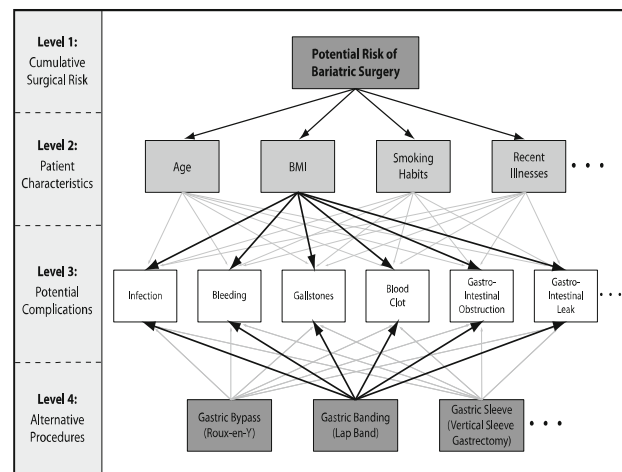 Level 1:
Cumulative
Surgical Risk
Potential Risk of
Bariatric Surgery
Level 2:
Patient
Characteristics
Age
BMI
Smoking
Habits
Recent
Illnesses
• • •
Level 3:
Potential
Complications
Infection
Bleeding
Gallstones
Blood
Clot
Gastro-
Intestinal
Obstruction
Gastro-
Intestinal
Leak
• • •
Level 4:
Alternative
Procedures
Gastric Bypass
(Roux-en-Y)
Gastric Banding
(Lap Band)
Gastric Sleeve
(Vertical Sleeve
Gastrectomy)
• • •